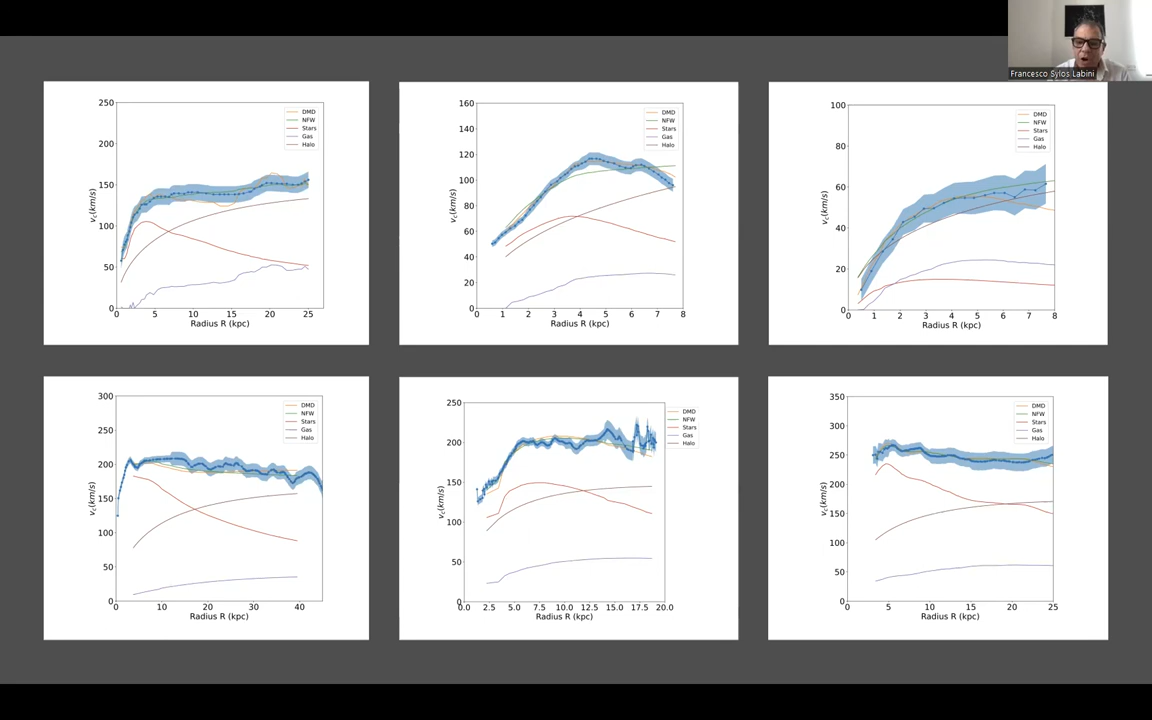 Francesco Sylos Labini
250
200
150
100
50
0
0 5 10 15 20 25
v_c(km/s)
Radius R (kpc)
DMD
NFW
Stars
Gas
Halo
160
140
120
100
80
60
40
20
0
0 1 2 3 4 5 6 7 8
v_c(km/s)
Radius R (kpc)
DMD
NFW
Stars
Gas
Halo
100
80
60
40
20
0
0 1 2 3 4 5 6 7 8
v_c(km/s)
Radius R (kpc)
DMD
NFW
Stars
Gas
Halo
300
250
200
150
100
50
0
0 10 20 30 40
v_c(km/s)
Radius R (kpc)
DMD
NFW
Stars
Gas
Halo
250
200
150
100
50
0
0.0 2.5 5.0 7.5 10.0 12.5 15.0 17.5 20.0
v_c(km/s)
Radius R (kpc)
DMD
NFW
Stars
Gas
Halo
350
300
250
200
150
100
50
0
0 5 10 15 20 25
v_c(km/s)
Radius R (kpc)
DMD
NFW
Stars
Gas
Halo